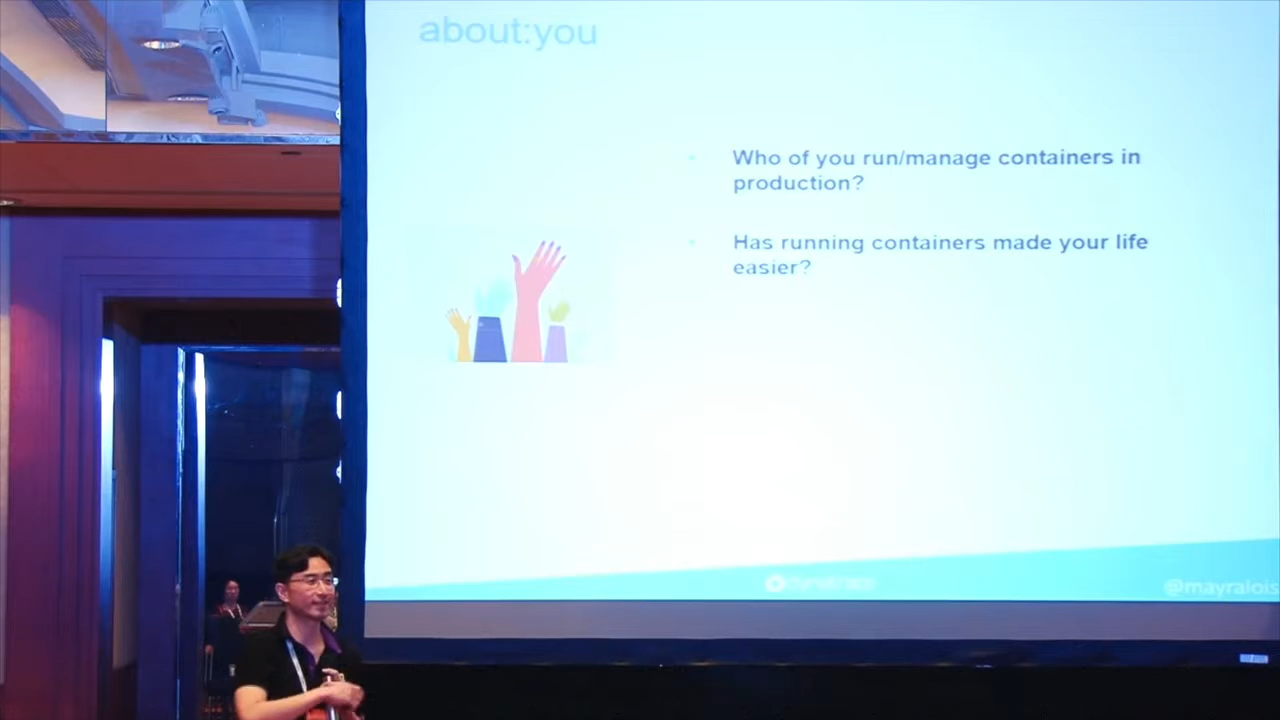 about:you
Who of you run/manage containers in
production?
Has running containers made your life
easier?
@mayralois